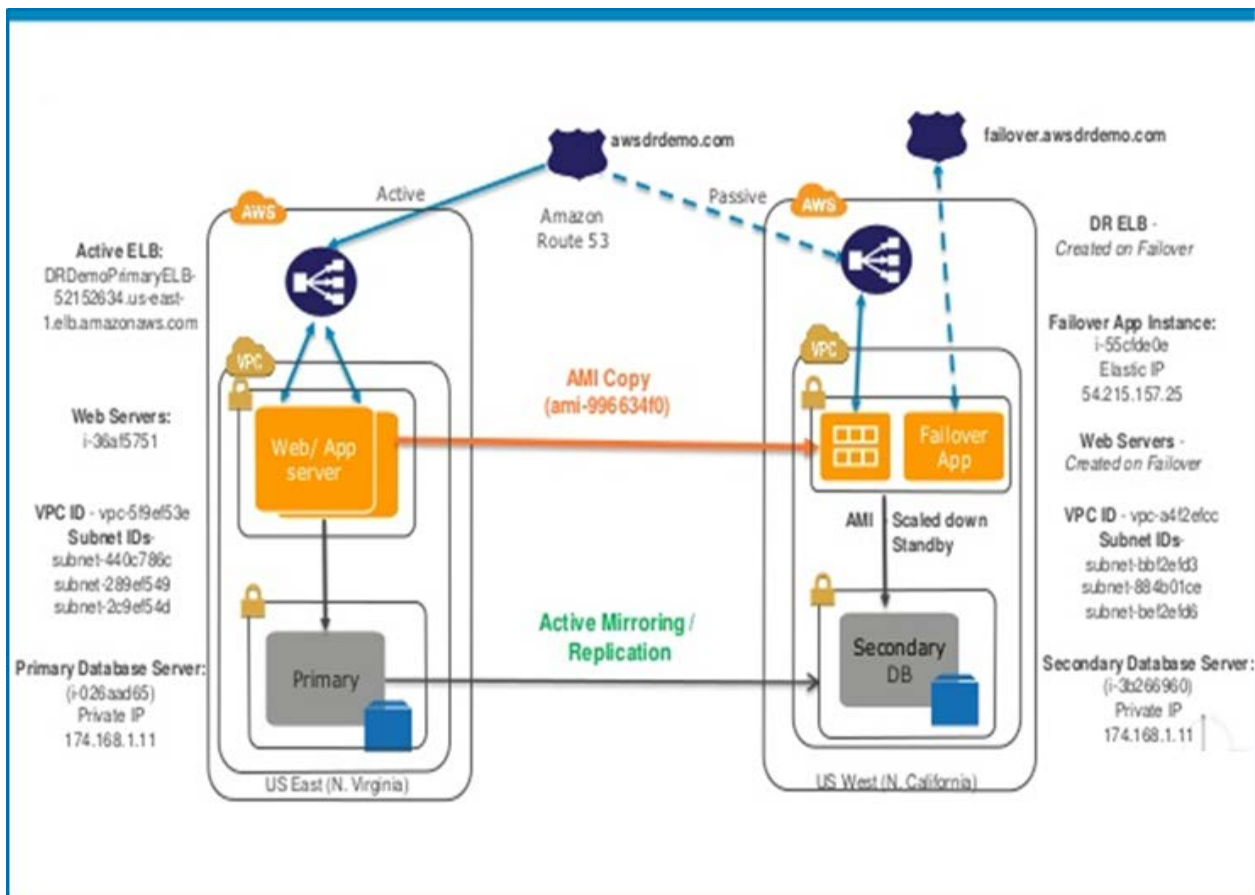 awsdrdemo.com
failover.awsdrdemo.com
Active
Passive
Amazon
Route 53
AWS
AWS
Active ELB:
DRDemoPrimaryELB-
52152634.us-east-
1.elb.amazonaws.com
DR ELB -
Created on Failover
VPC
VPC
Failover App Instance:
i-55cfde0e
Elastic IP
54.215.157.25
AMI Copy
(ami-996634f0)
Web Servers:
i-36af5751
Web/ App
server
Failover
App
Web Servers -
Created on Failover
VPC ID - vpc-5f9ef53e
Subnet IDs-
subnet-440c786c
subnet-289ef549
subnet-2c9ef54d
AMI
Scaled down
Standby
VPC ID - vpc-a4f2efcc
Subnet IDs-
subnet-bbf2efd3
subnet-884b01ce
subnet-bef2efd6
Active Mirroring /
Replication
Primary Database Server:
(i-026aad65)
Private IP
174.168.1.11
Primary
Secondary
DB
Secondary Database Server:
(i-3b266960)
Private IP
174.168.1.11
US East (N. Virginia)
US West (N. California)